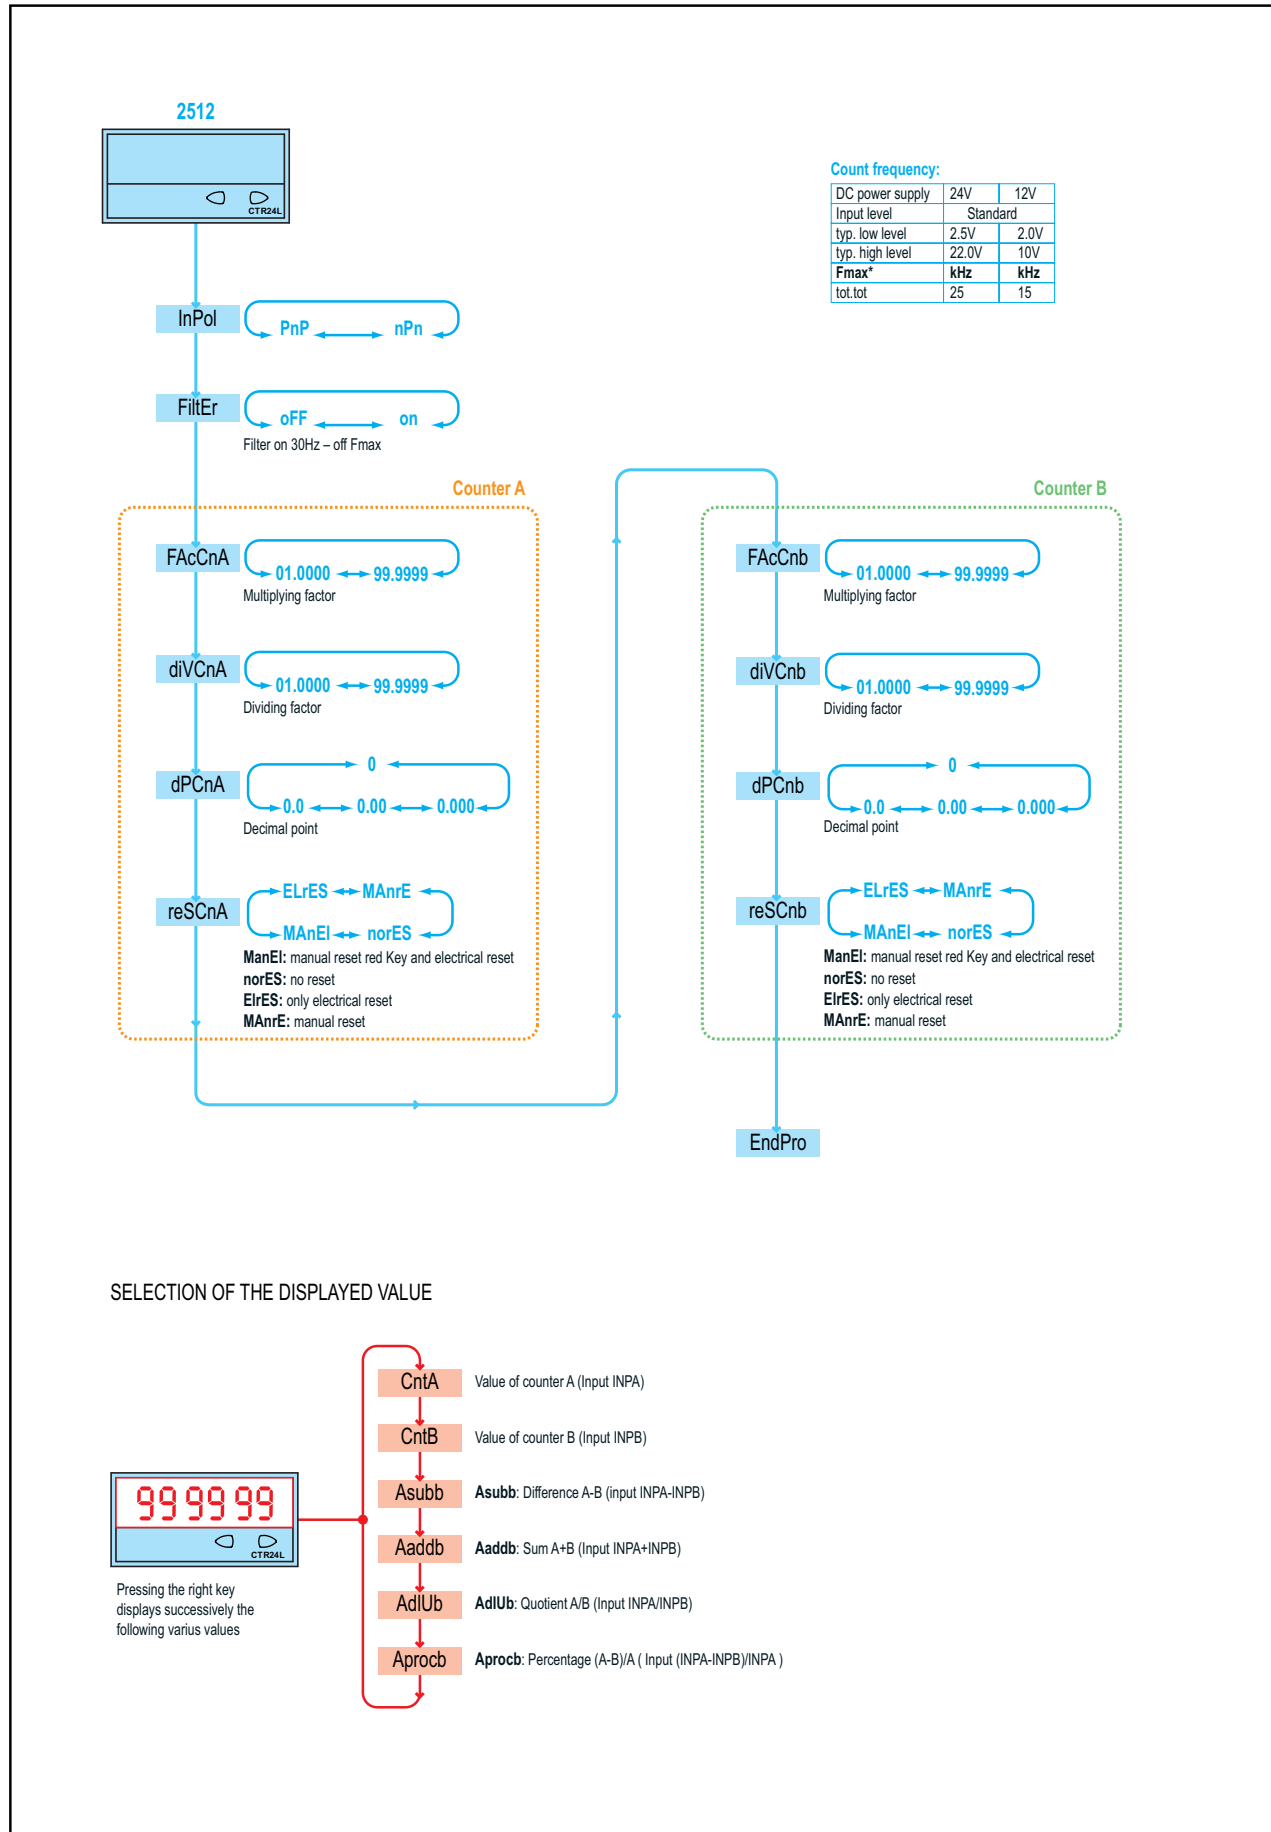 2512
CTR24L
Count frequency:
DC power supply 24V 12V
Input level Standard
typ. low level 2.5V 2.0V
typ. high level 22.0V 10V
Fmax* kHz kHz
tot.tot 25 15
InPol PnP nPn
FiltEr oFF on
Filter on 30Hz – off Fmax
Counter A
FAcCnA 01.0000 99.9999
Multiplying factor
diVCnA 01.0000 99.9999
Dividing factor
dPCnA 0
0.0 0.00 0.000
Decimal point
reSCnA ELrES MAnrE
MAnEl norES
ManEl: manual reset red Key and electrical reset
norES: no reset
ElrES: only electrical reset
MAnrE: manual reset
Counter B
FAcCnb 01.0000 99.9999
Multiplying factor
diVCnb 01.0000 99.9999
Dividing factor
dPCnb 0
0.0 0.00 0.000
Decimal point
reSCnb ELrES MAnrE
MAnEl norES
ManEl: manual reset red Key and electrical reset
norES: no reset
ElrES: only electrical reset
MAnrE: manual reset
EndPro
SELECTION OF THE DISPLAYED VALUE
999999
CTR24L
Pressing the right key
displays successively the
following varius values
CntA Value of counter A (Input INPA)
CntB Value of counter B (Input INPB)
Asubb Asubb: Difference A-B (input INPA-INPB)
Aaddb Aaddb: Sum A+B (Input INPA+INPB)
AdlUb AdlUb: Quotient A/B (Input INPA/INPB)
Aprocb Aprocb: Percentage (A-B)/A ( Input (INPA-INPB)/INPA )